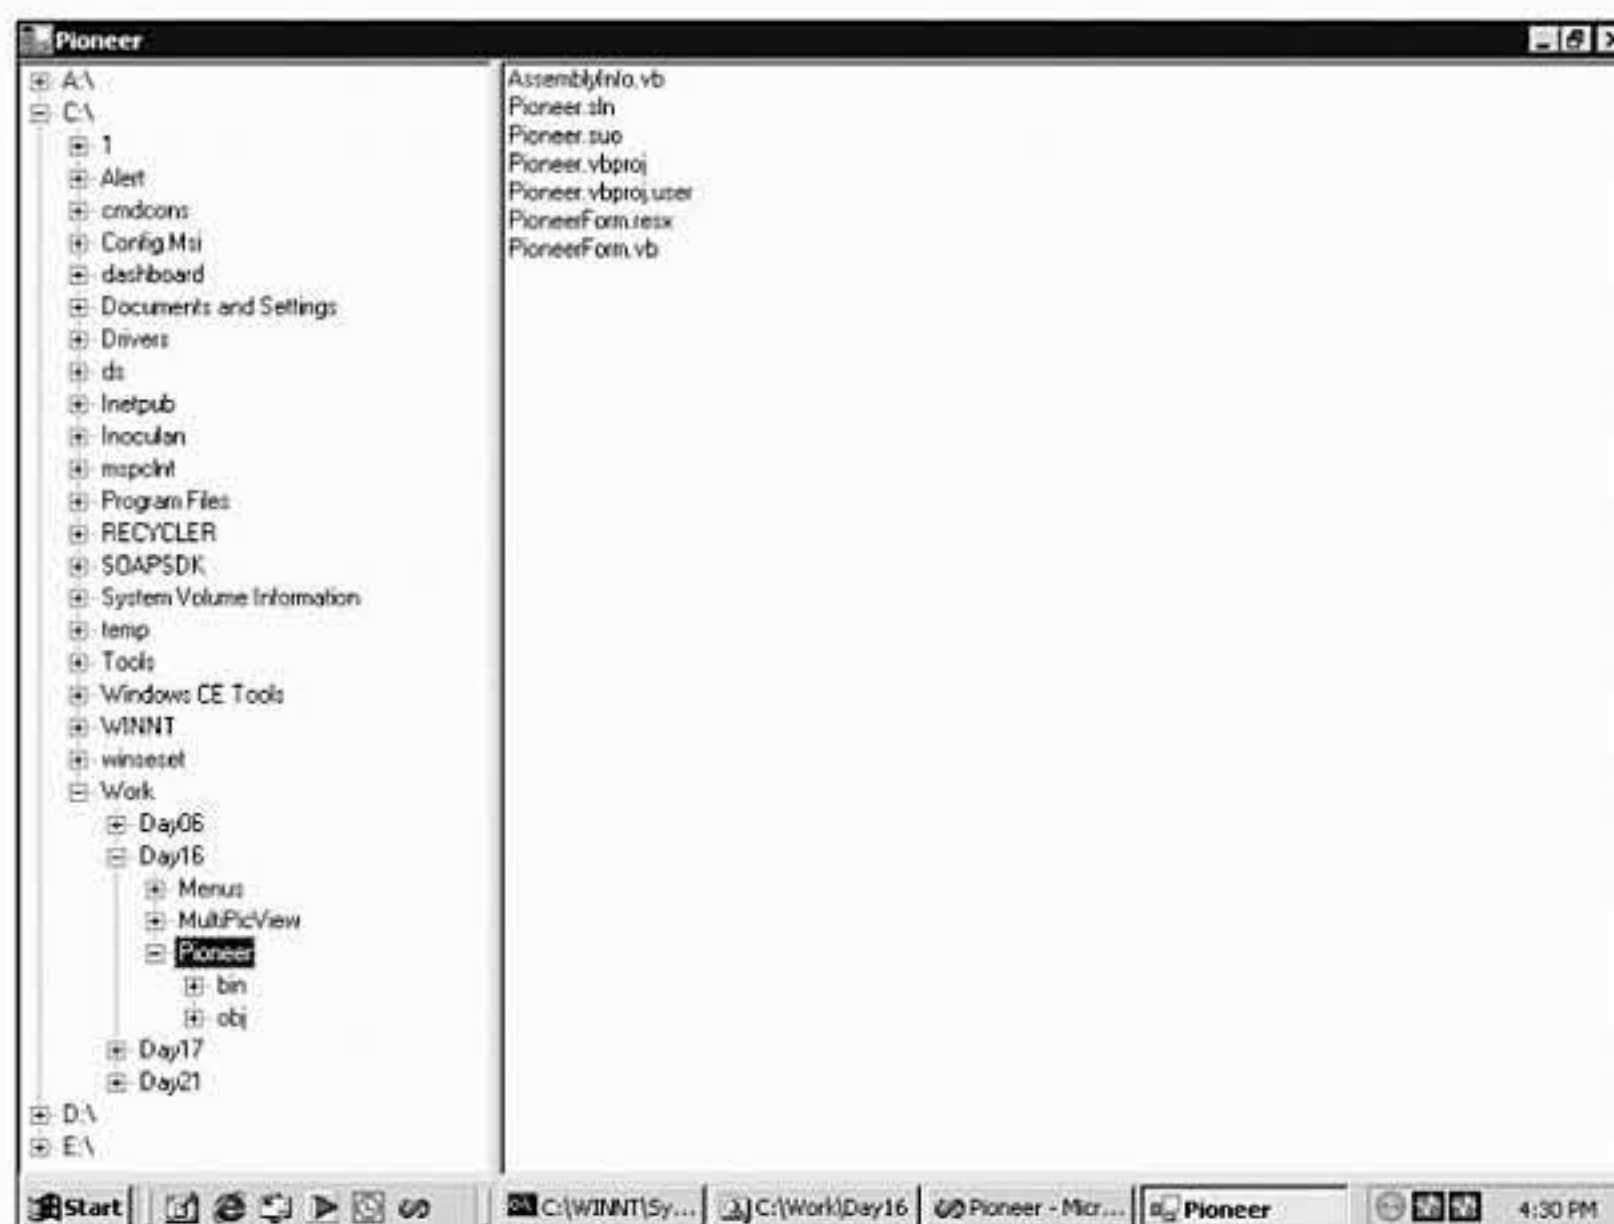 Pioneer
A:\
C:\
1
Alert
cmdcons
Config.Msi
dashboard
Documents and Settings
Drivers
ds
Inetpub
Inoculan
mspclnt
Program Files
RECYCLER
SOAPSDK
System Volume Information
temp
Tools
Windows CE Tools
WINNT
winseset
Work
Day06
Day16
Menus
MultiPicView
Pioneer
bin
obj
Day17
Day21
D:\
E:\
AssemblyInfo.vb
Pioneer.sln
Pioneer.suo
Pioneer.vbproj
Pioneer.vbproj.user
PioneerForm.resx
PioneerForm.vb
Start C:\WINNT\Sy... C:\Work\Day16 Pioneer - Micr... Pioneer 4:30 PM